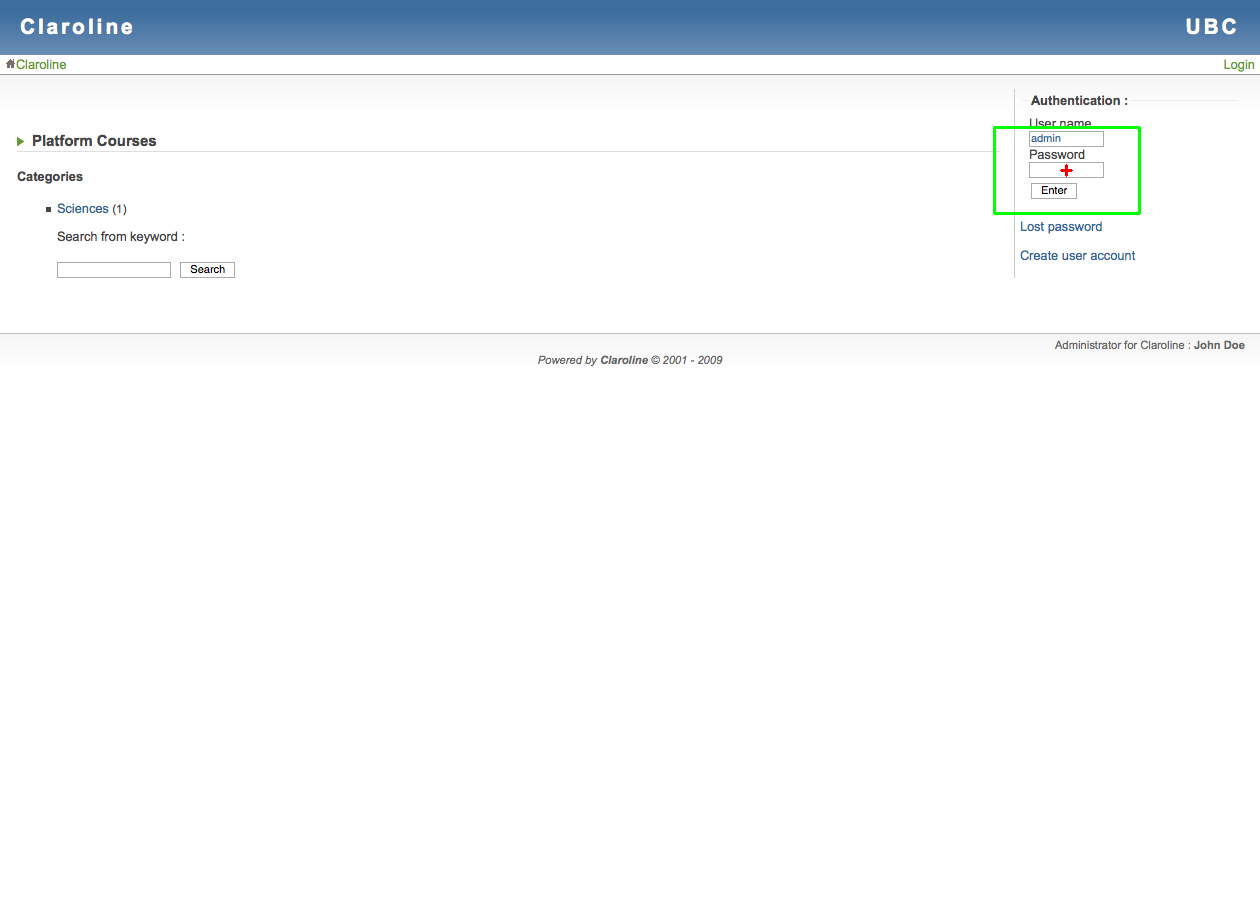 Claroline
UBC
Claroline
Login
Platform Courses
Categories
Sciences (1)
Search from keyword :
Search
Authentication :
User name
admin
Password
Enter
Lost password
Create user account
Administrator for Claroline : John Doe
Powered by Claroline © 2001 - 2009